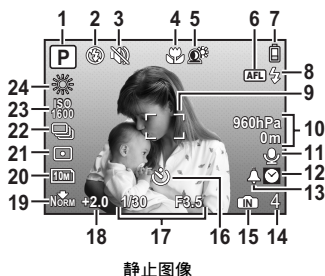 1 2 3 4 5 6 7
P
AFL 8
24
9
23 ISO 1600
22 960hPa 10
0m
21 11
20 10M 12
13
19 NORM +2.0 1/30 F3.5 IN 4
18 17 16 15 14
静止图像